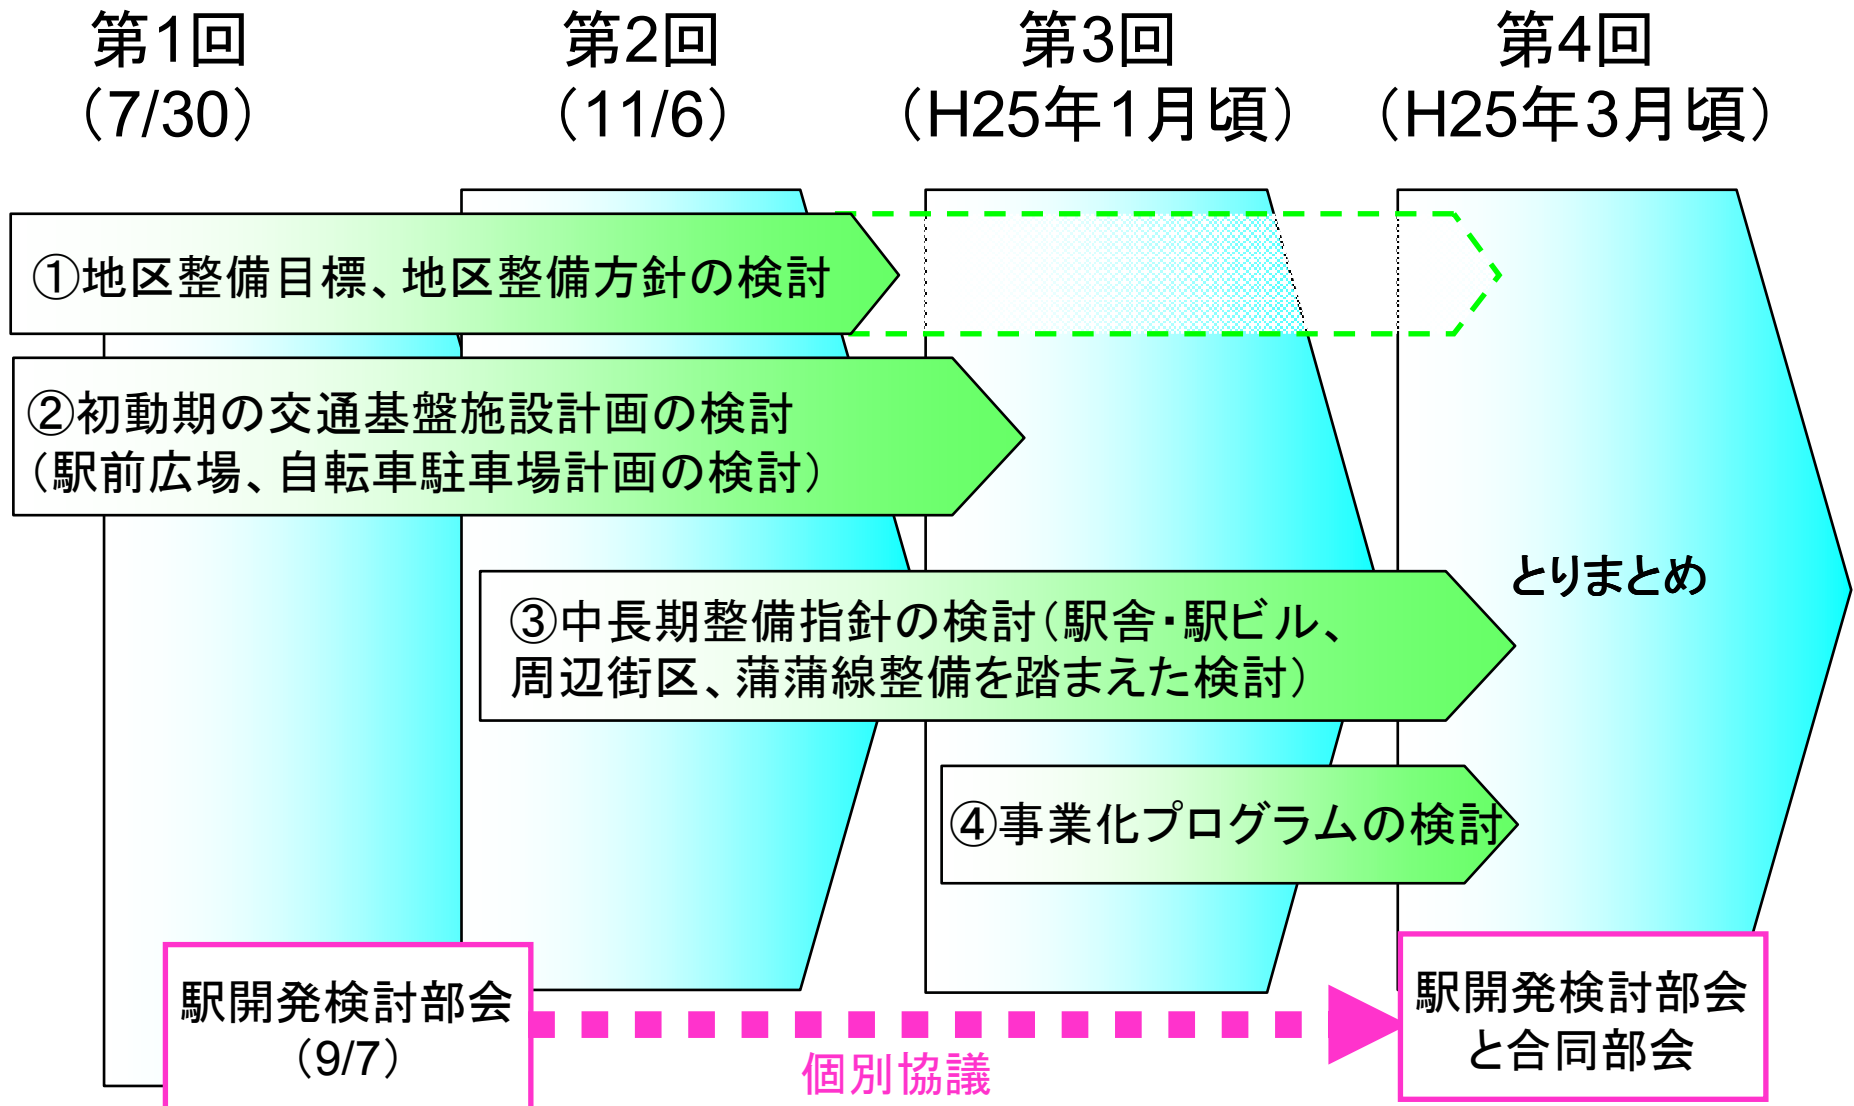 第1回
（7/30）
第2回
（11/6）
第3回
（H25年1月頃）
第4回
（H25年3月頃）
①地区整備目標、地区整備方針の検討
②初動期の交通基盤施設計画の検討
（駅前広場、自転車駐車場計画の検討）
③中長期整備指針の検討（駅舎・駅ビル、
周辺街区、蒲蒲線整備を踏まえた検討）
とりまとめ
④事業化プログラムの検討
駅開発検討部会
（9/7）
個別協議
駅開発検討部会
と合同部会